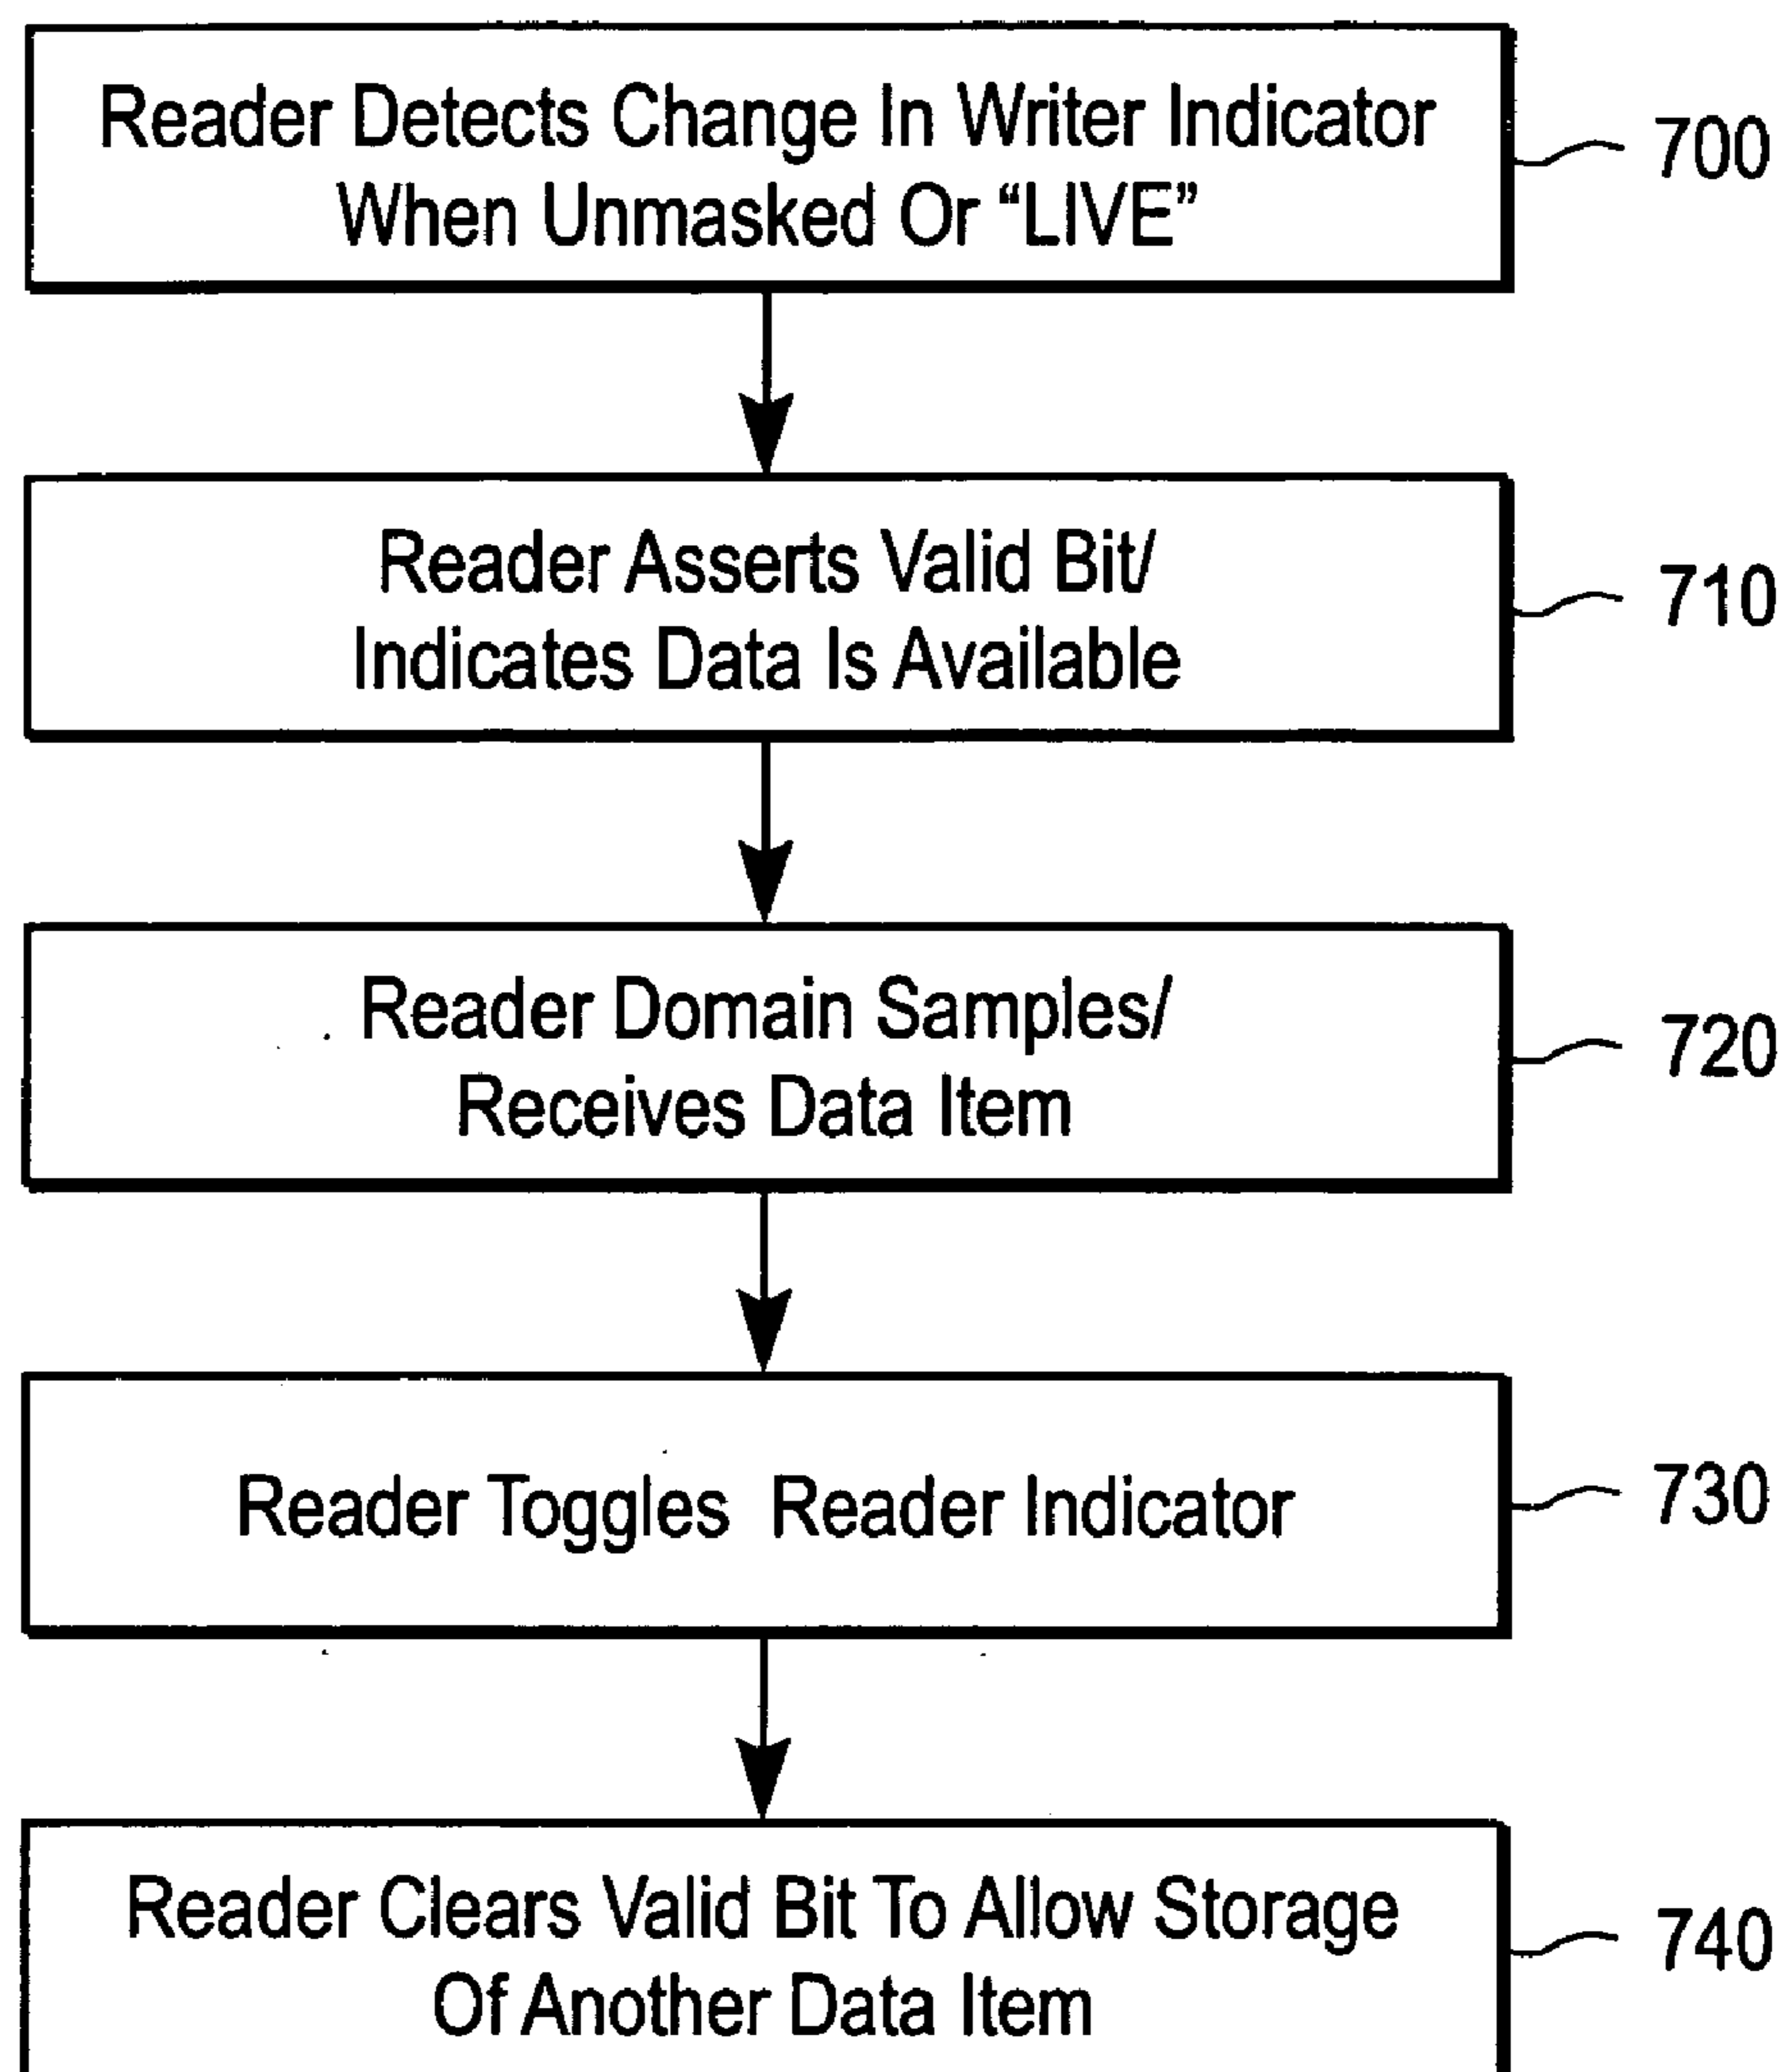 Reader Detects Change In Writer Indicator
When Unmasked Or “LIVE”
700
Reader Asserts Valid Bit/
Indicates Data Is Available
710
Reader Domain Samples/
Receives Data Item
720
Reader Toggles Reader Indicator
730
Reader Clears Valid Bit To Allow Storage
Of Another Data Item
740